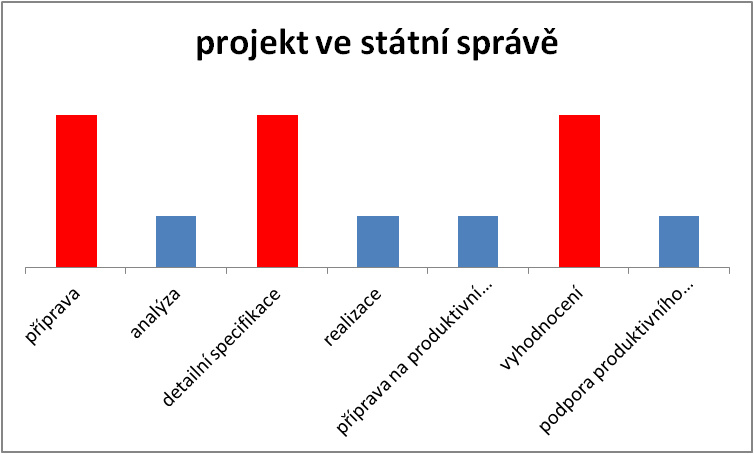 projekt ve státní správě
příprava
analýza
detailní specifikace
realizace
příprava na produktivní...
vyhodnocení
podpora produktivního...